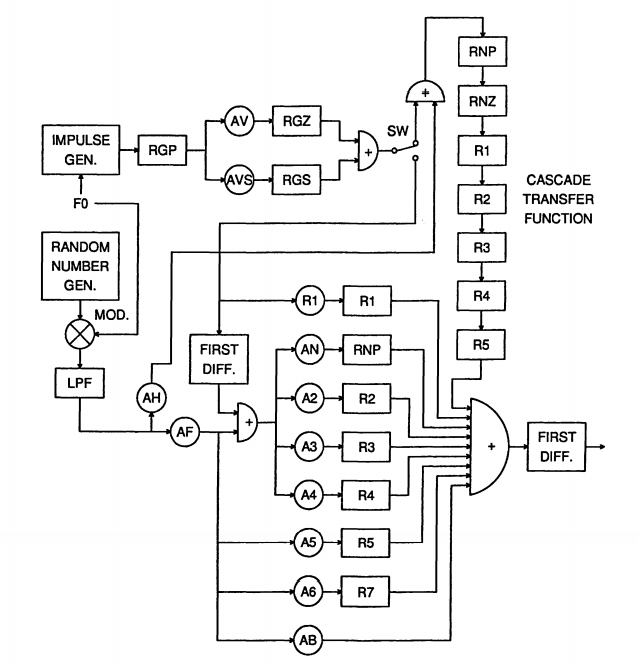 RNP
RNZ
AV
RGZ
SW
+
IMPULSE
GEN.
RGP
+
R1
AVS
RGS
CASCADE
TRANSFER
FUNCTION
R2
F0
RANDOM
NUMBER
GEN.
R3
R1
R1
R4
MOD.
FIRST
DIFF.
AN
RNP
R5
LPF
AH
A2
R2
AF
+
A3
R3
+
FIRST
DIFF.
A4
R4
A5
R5
A6
R7
AB